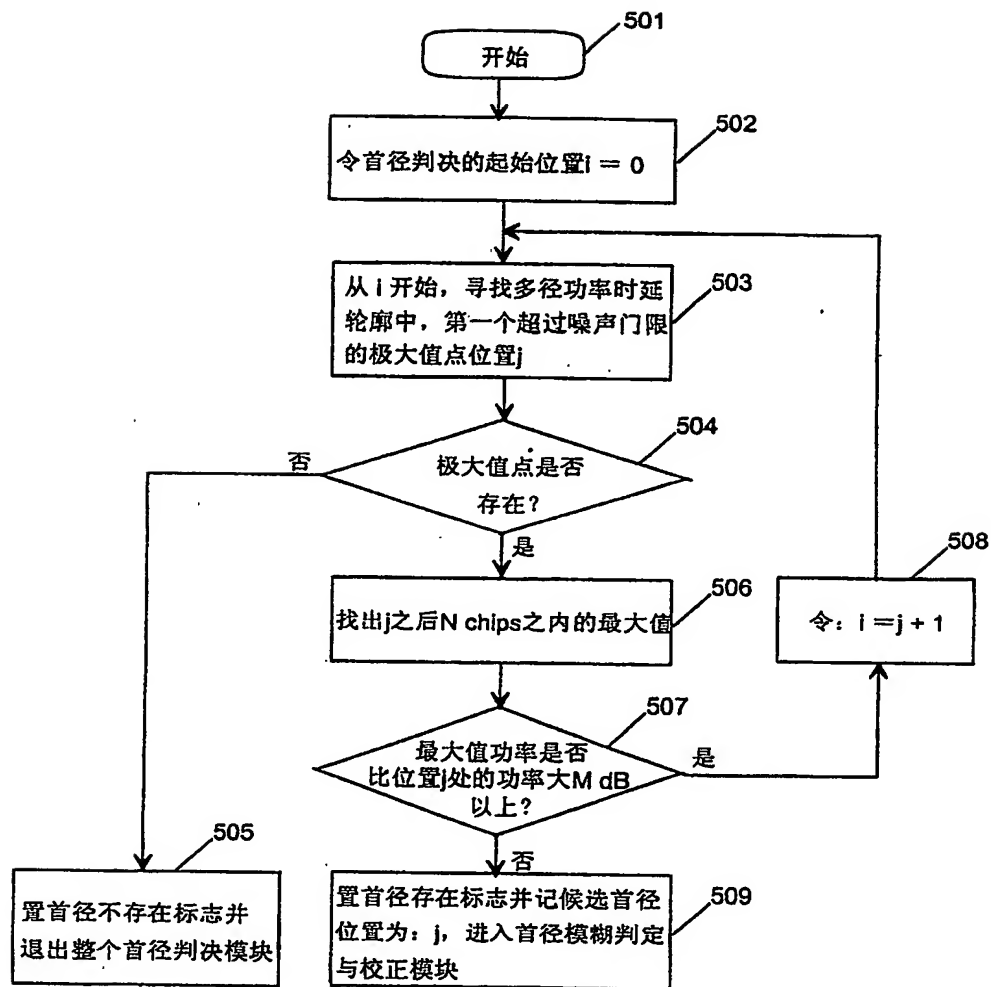 501
开始
502
令首径判决的起始位置i = 0
503
从 i 开始，寻找多径功率时延
轮廓中，第一个超过噪声门限
的极大值点位置j
504
否
极大值点是否
存在？
是
508
506
找出j之后N chips之内的最大值
令：i =j + 1
507
最大值功率是否
比位置j处的功率大M dB
以上？
是
505
否
509
置首径不存在标志并
退出整个首径判决模块
置首径存在标志并记候选首径
位置为：j，进入首径模糊判定
与校正模块